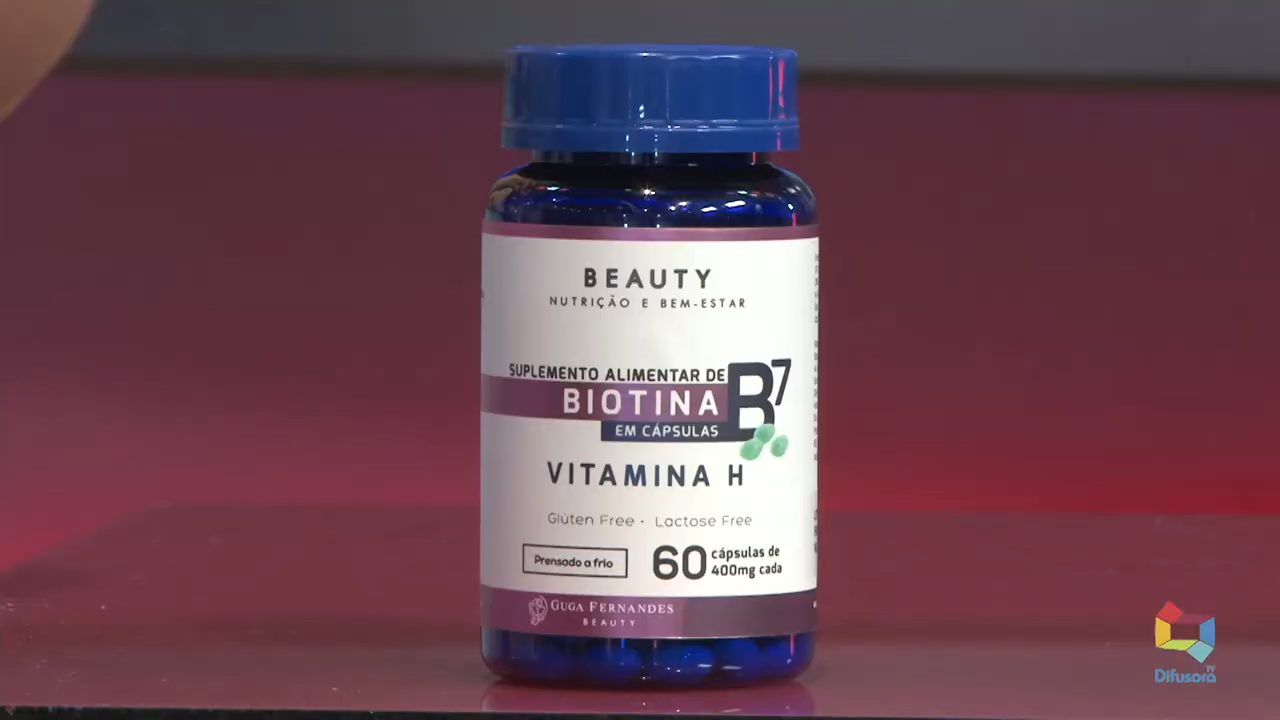 BEAUTY
NUTRIÇÃO E BEM-ESTAR
SUPLEMENTO ALIMENTAR DE
BIOTINA B7
EM CÁPSULAS
VITAMINA H
Glúten Free · Lactose Free
Prensado a frio
60 cápsulas de
400mg cada
GUGA FERNANDES
BEAUTY
TV
Difusora